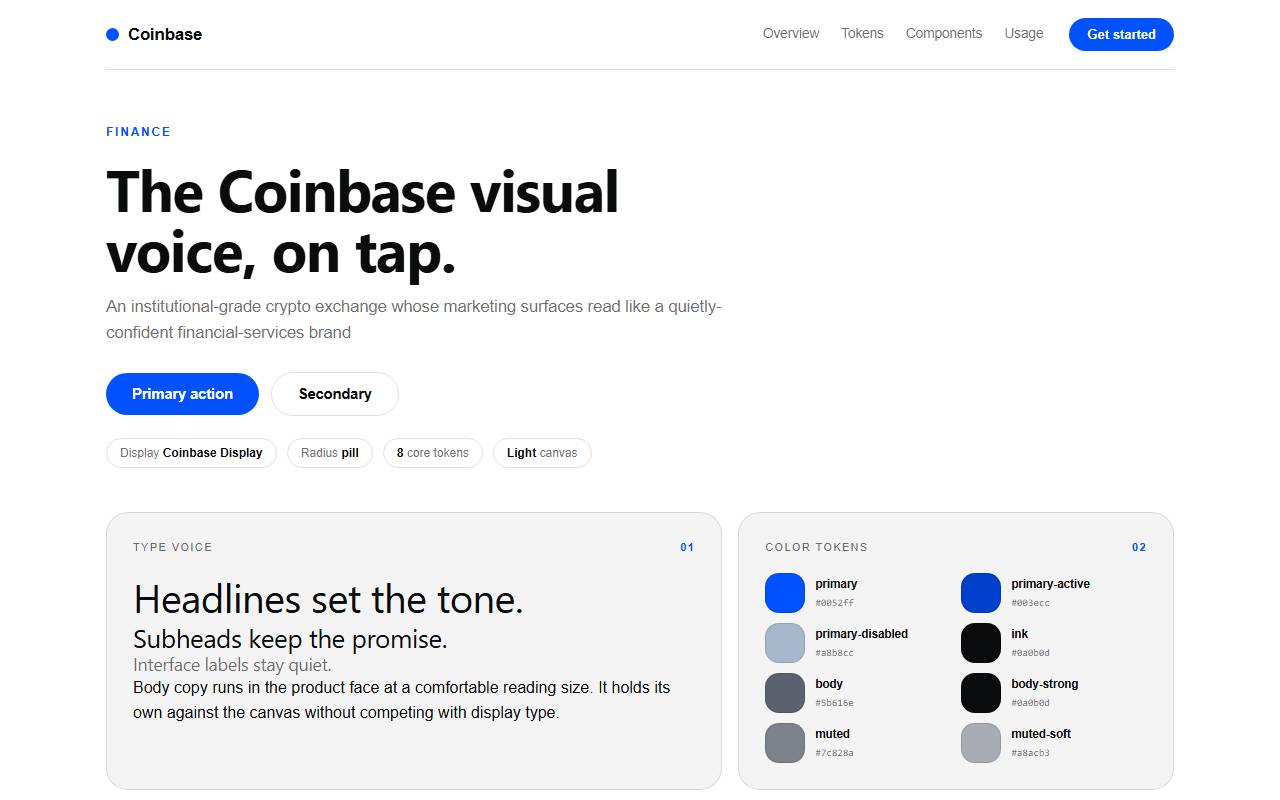 Coinbase
Overview Tokens Components Usage Get started
FINANCE
The Coinbase visual
voice, on tap.
An institutional-grade crypto exchange whose marketing surfaces read like a quietly-
confident financial-services brand
Primary action Secondary
Display Coinbase Display Radius pill 8 core tokens Light canvas
TYPE VOICE 01
Headlines set the tone.
Subheads keep the promise.
Interface labels stay quiet.
Body copy runs in the product face at a comfortable reading size. It holds its
own against the canvas without competing with display type.
COLOR TOKENS 02
primary
#0052ff
primary-active
#003ecc
primary-disabled
#a8b8cc
ink
#0a0b0d
body
#5b616e
body-strong
#0a0b0d
muted
#7c828a
muted-soft
#a8acb3